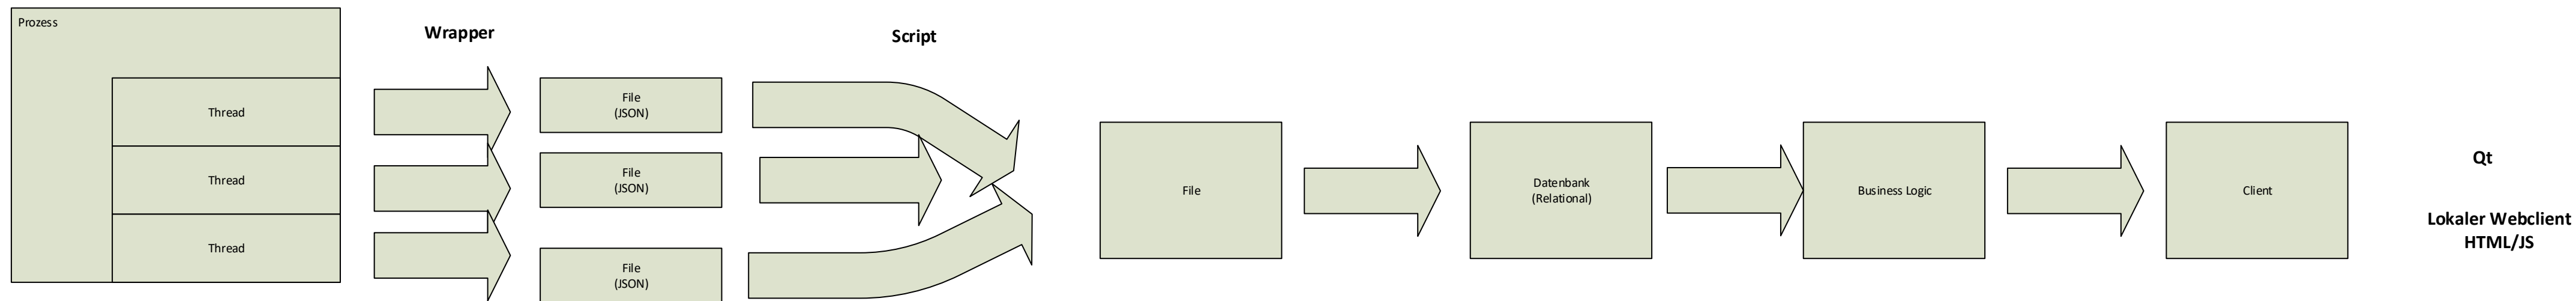 Prozess
Wrapper
Script
Thread
File
(JSON)
Thread
File
(JSON)
Thread
File
(JSON)
File
Datenbank
(Relational)
Business Logic
Client
Qt
Lokaler Webclient
HTML/JS